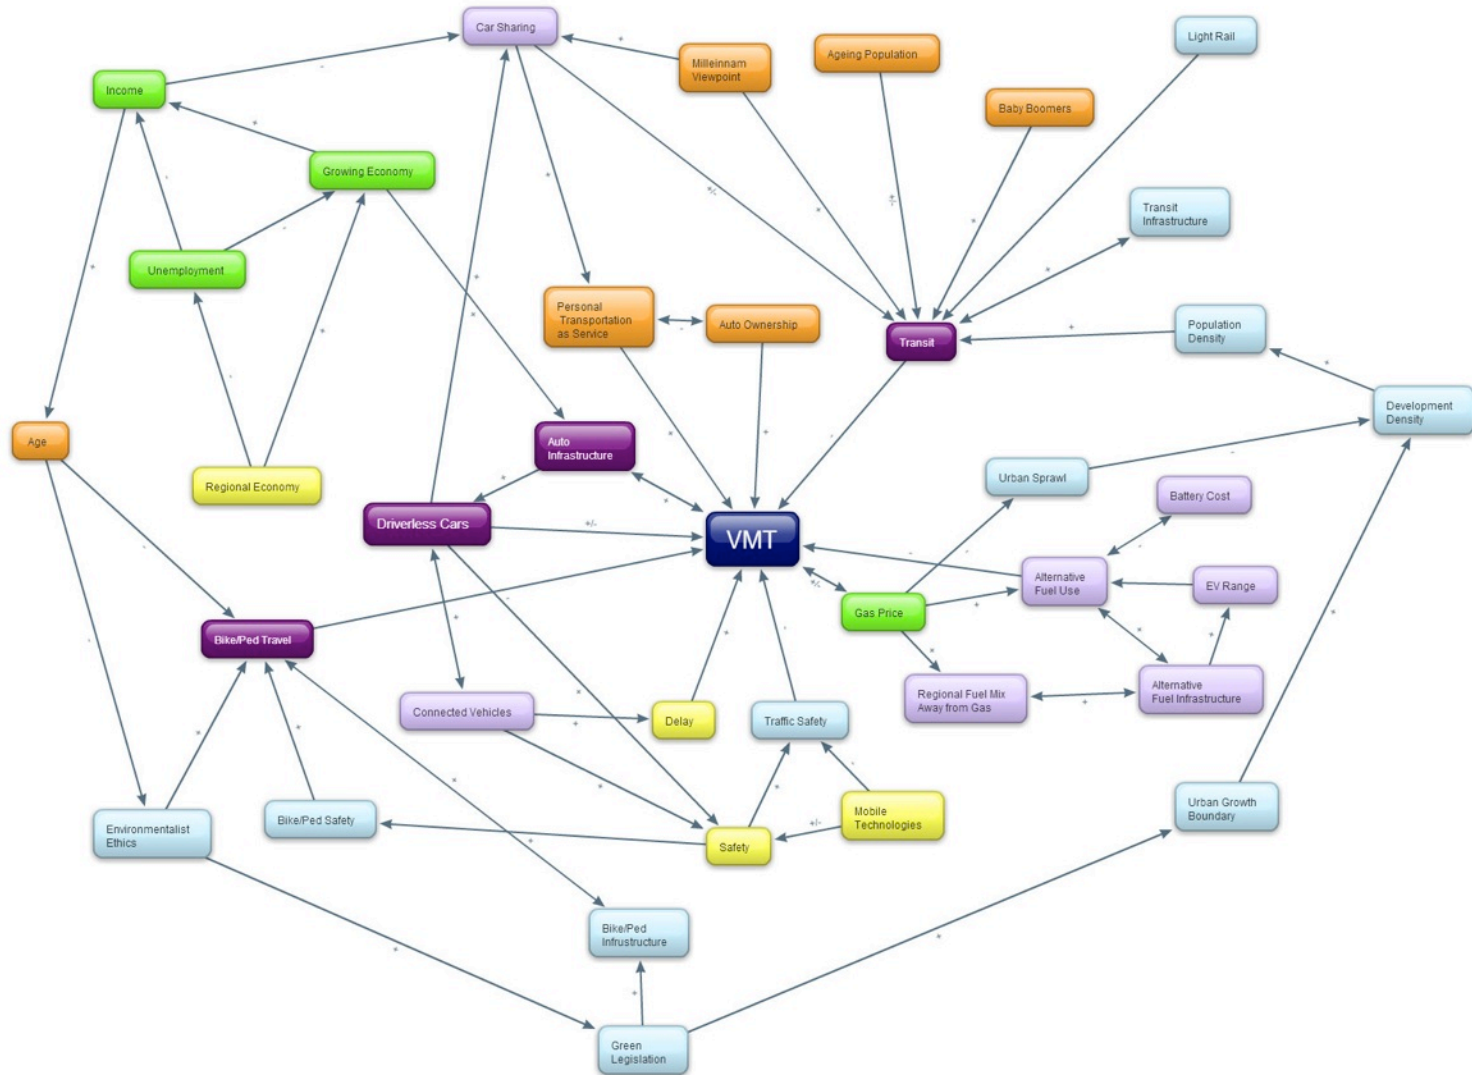 Car Sharing
Milleinnam
Viewpoint
Ageing Population
Light Rail
Income
Baby Boomers
Growing Economy
Transit
Infrastructure
Unemployment
Personal
Transportation
as Service
Auto Ownership
Transit
Population
Density
Development
Density
Age
Auto
Infrastructure
Regional Economy
Urban Sprawl
Battery Cost
Driverless Cars
+/-
VMT
Alternative
Fuel Use
EV Range
Gas Price
Bike/Ped Travel
Connected Vehicles
Delay
Traffic Safety
Regional Fuel Mix
Away from Gas
Alternative
Fuel Infrastructure
Environmentalist
Ethics
Bike/Ped Safety
Safety
+/-
Mobile
Technologies
Urban Growth
Boundary
Bike/Ped
Infrustructure
Green
Legislation